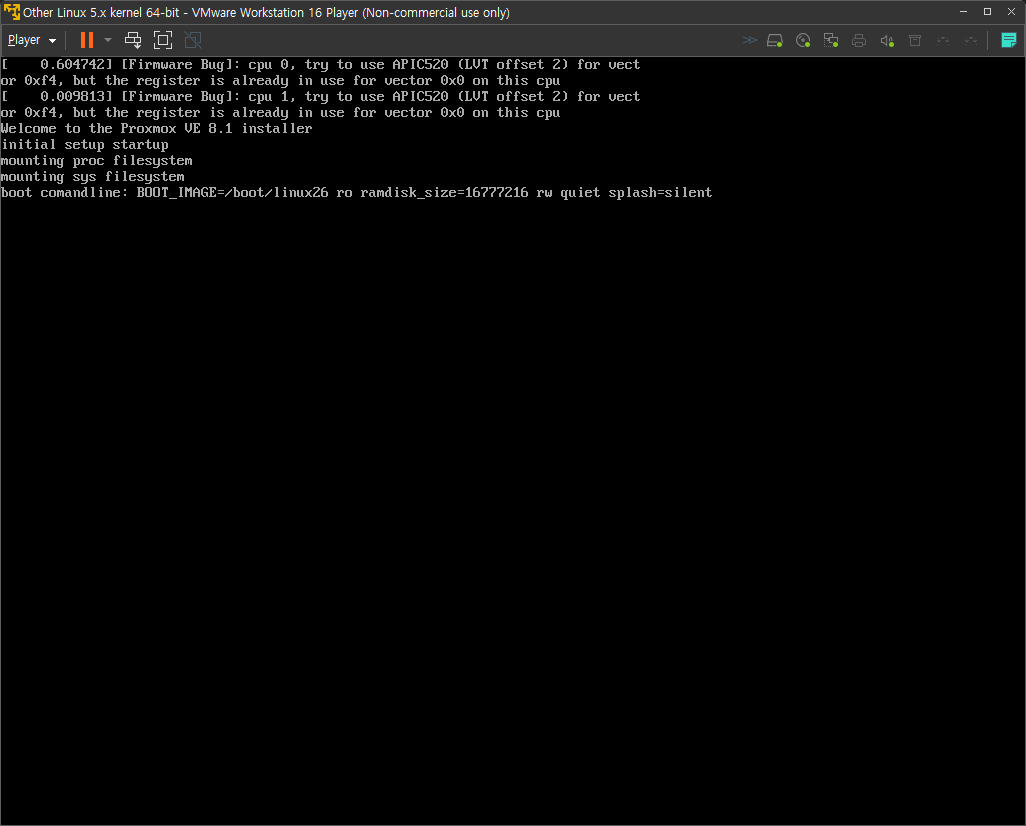 Other Linux 5.x kernel 64-bit - VMware Workstation 16 Player (Non-commercial use only)
Player
[    0.604742] [Firmware Bug]: cpu 0, try to use APIC520 (LVT offset 2) for vect
or 0xf4, but the register is already in use for vector 0x0 on this cpu
[    0.009813] [Firmware Bug]: cpu 1, try to use APIC520 (LVT offset 2) for vect
or 0xf4, but the register is already in use for vector 0x0 on this cpu
Welcome to the Proxmox VE 8.1 installer
initial setup startup
mounting proc filesystem
mounting sys filesystem
boot comandline: BOOT_IMAGE=/boot/linux26 ro ramdisk_size=16777216 rw quiet splash=silent